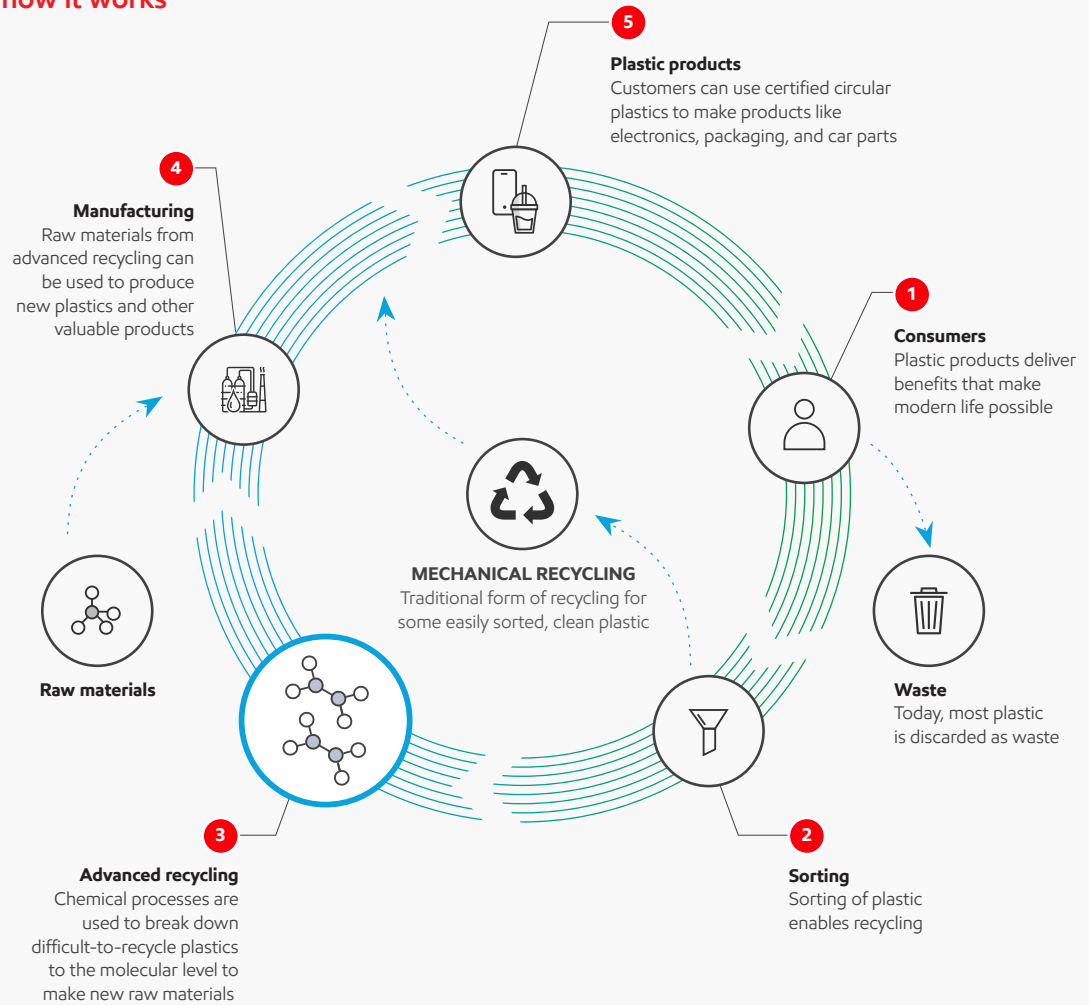 how it works
5
Plastic products
Customers can use certified circular
plastics to make products like
electronics, packaging, and car parts
4
Manufacturing
Raw materials from
advanced recycling can
be used to produce
new plastics and other
valuable products
1
Consumers
Plastic products deliver
benefits that make
modern life possible
MECHANICAL RECYCLING
Traditional form of recycling for
some easily sorted, clean plastic
Raw materials
Waste
Today, most plastic
is discarded as waste
3
Advanced recycling
Chemical processes are
used to break down
difficult-to-recycle plastics
to the molecular level to
make new raw materials
2
Sorting
Sorting of plastic
enables recycling